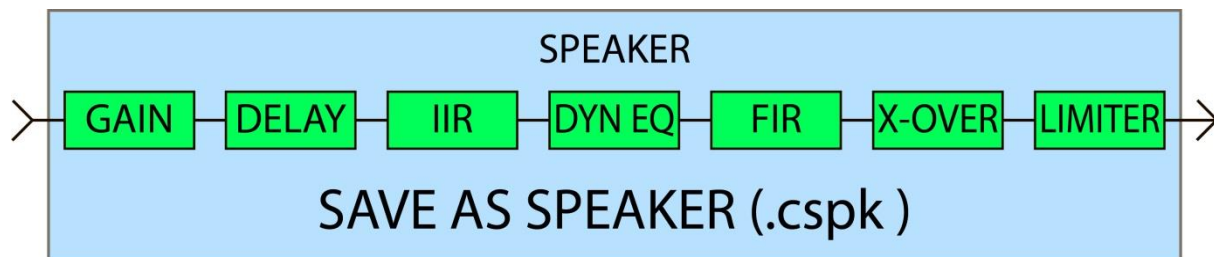 SPEAKER
GAIN DELAY IIR DYN EQ FIR X-OVER LIMITER
SAVE AS SPEAKER (.cspk )